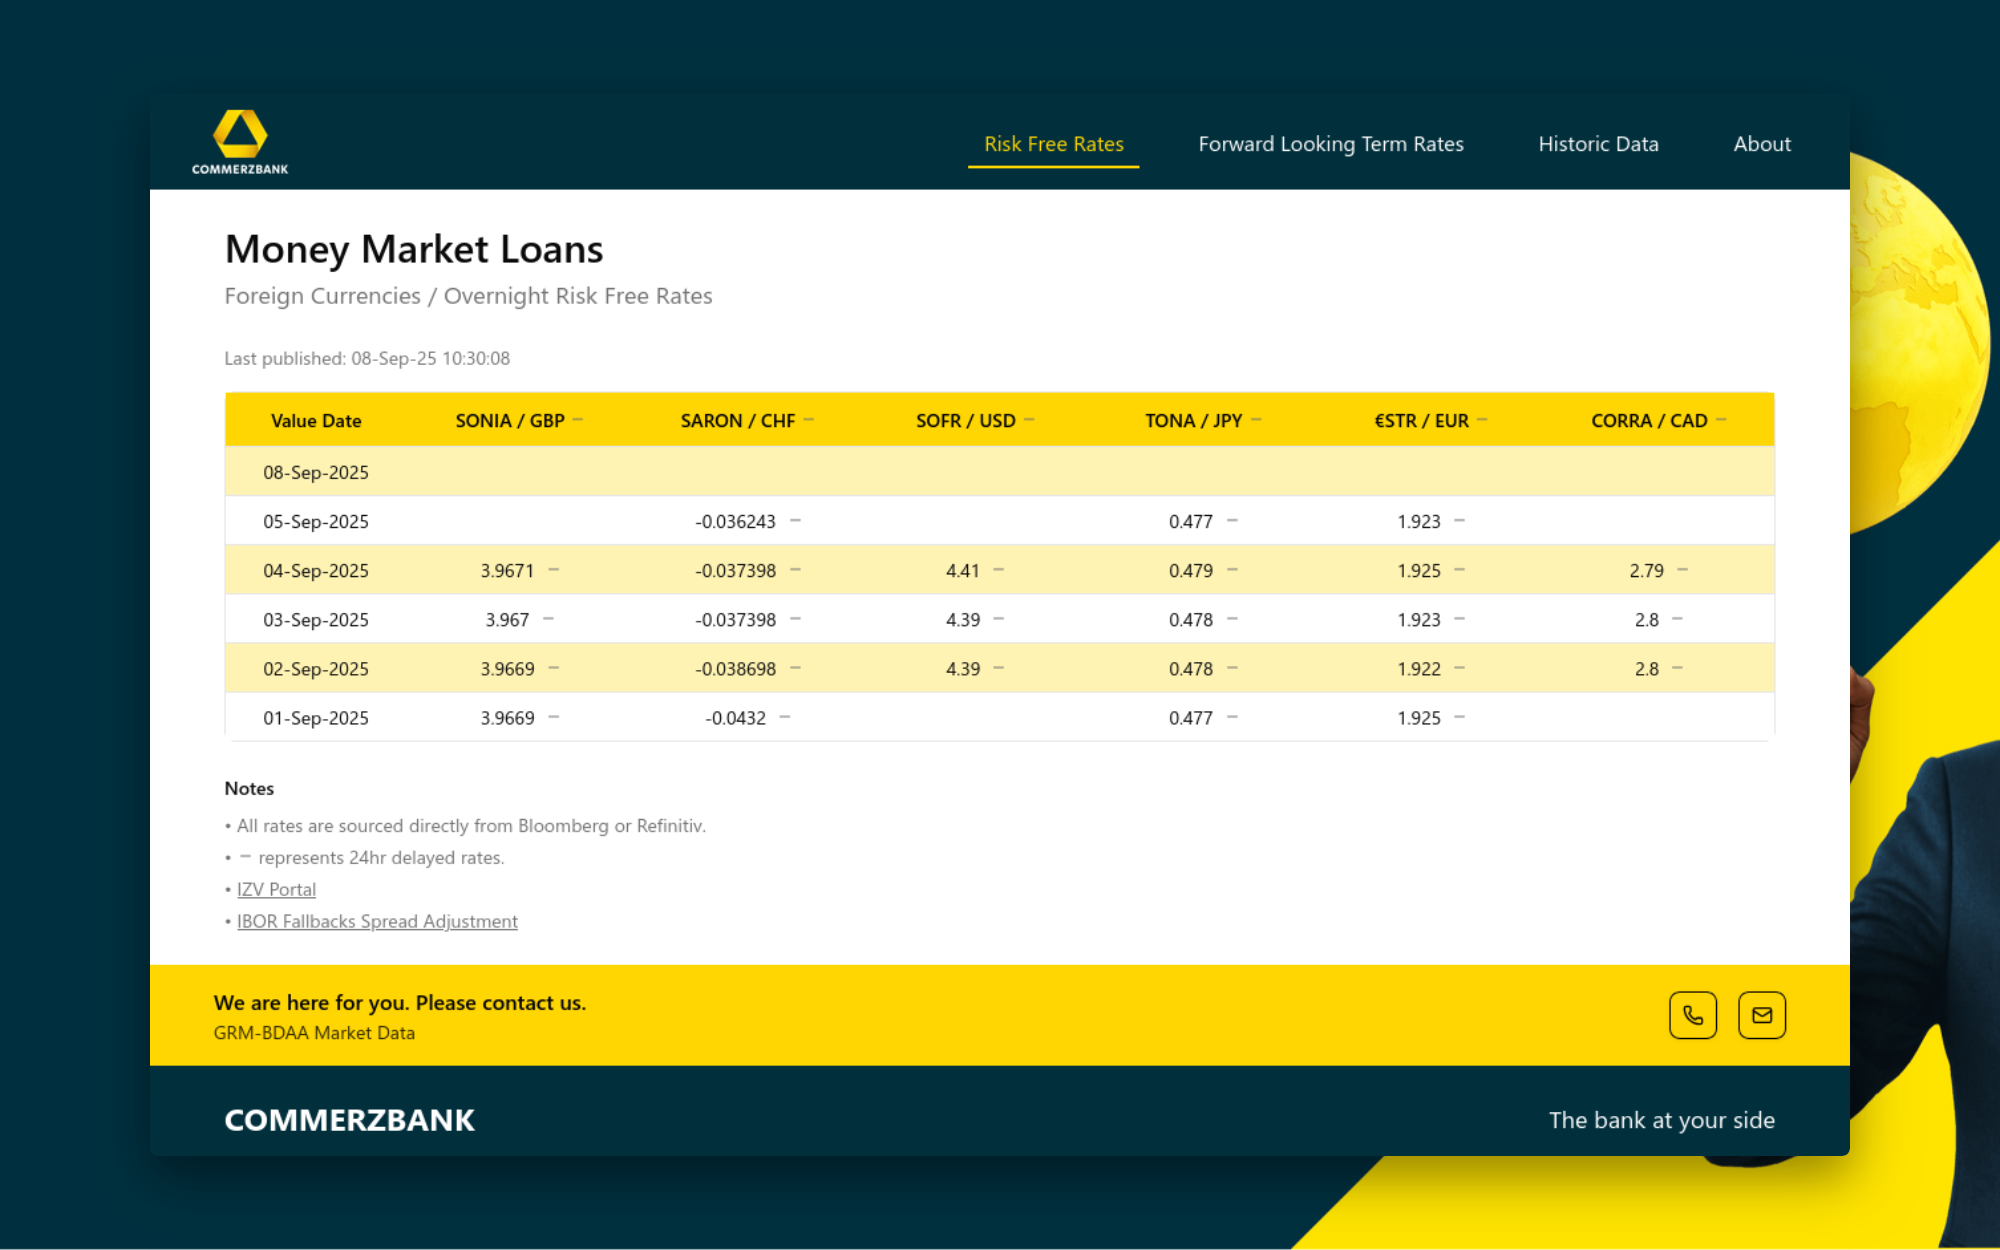 COMMERZBANK
Risk Free Rates Forward Looking Term Rates Historic Data About
Money Market Loans
Foreign Currencies / Overnight Risk Free Rates
Last published: 08-Sep-25 10:30:08
Value Date SONIA / GBP – SARON / CHF – SOFR / USD – TONA / JPY – €STR / EUR – CORRA / CAD –
08-Sep-2025
05-Sep-2025 -0.036243 – 0.477 – 1.923 –
04-Sep-2025 3.9671 – -0.037398 – 4.41 – 0.479 – 1.925 – 2.79 –
03-Sep-2025 3.967 – -0.037398 – 4.39 – 0.478 – 1.923 – 2.8 –
02-Sep-2025 3.9669 – -0.038698 – 4.39 – 0.478 – 1.922 – 2.8 –
01-Sep-2025 3.9669 – -0.0432 – 0.477 – 1.925 –
Notes
• All rates are sourced directly from Bloomberg or Refinitiv.
• – represents 24hr delayed rates.
• IZV Portal
• IBOR Fallbacks Spread Adjustment
We are here for you. Please contact us.
GRM-BDAA Market Data
COMMERZBANK The bank at your side